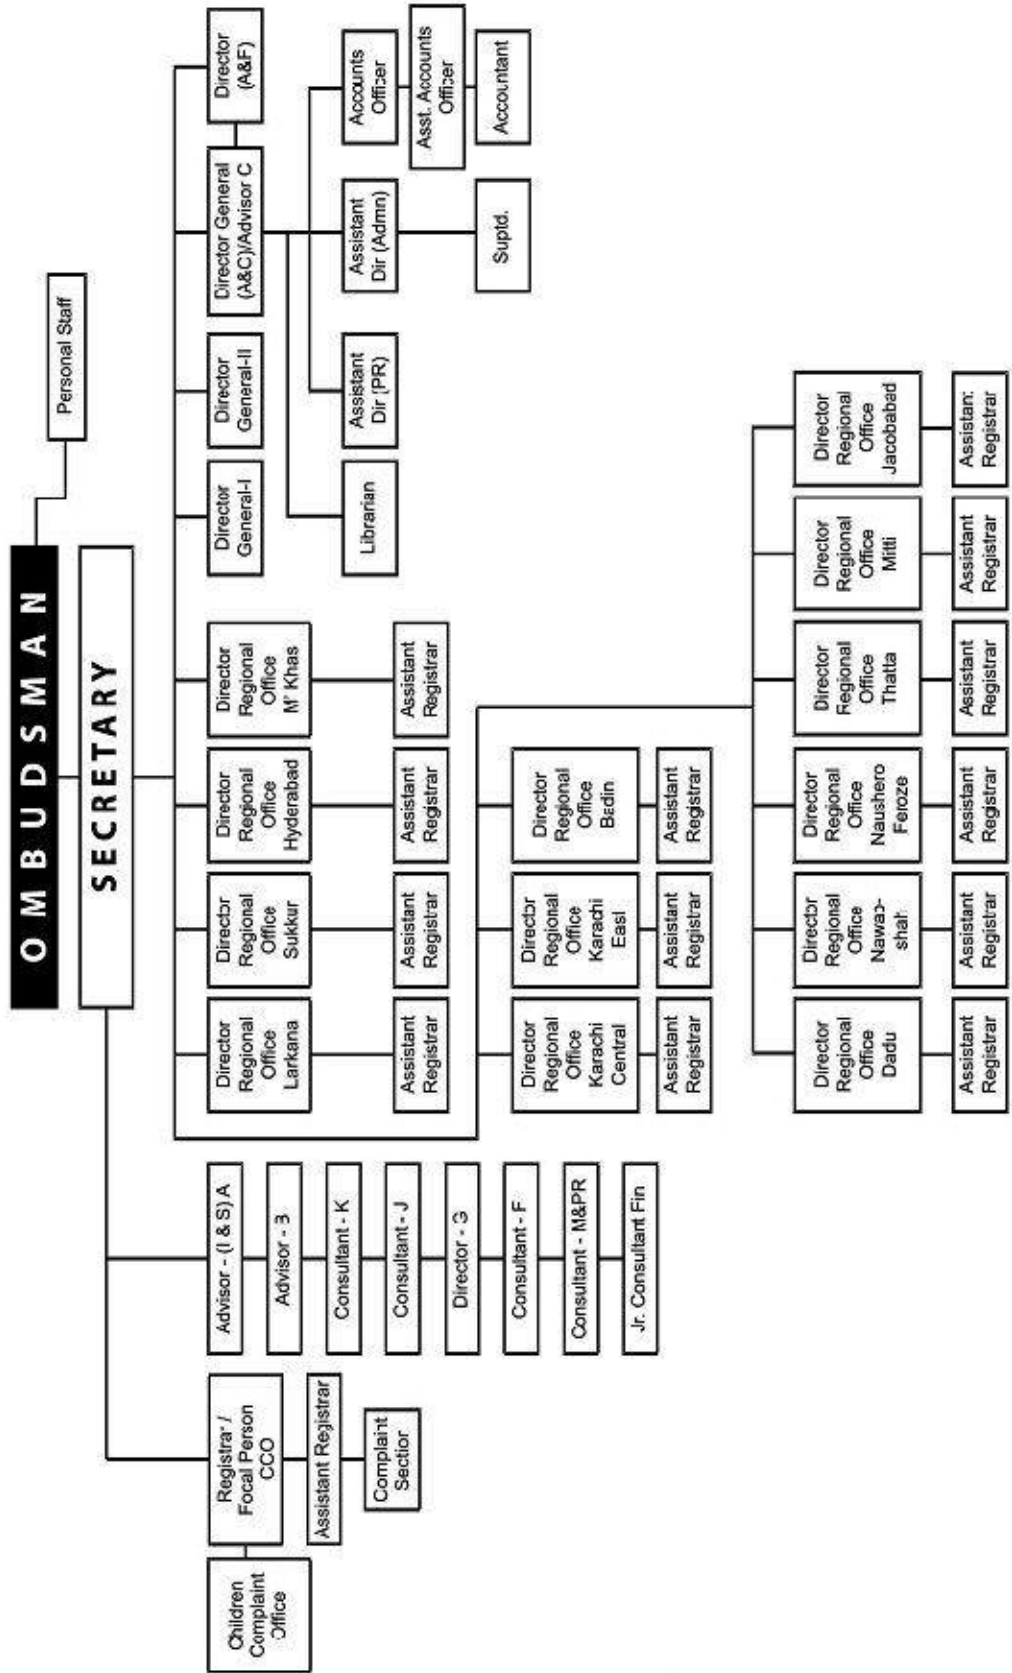 OMBUDSMAN
SECRETARY
Personal Staff
Children
Complaint
Office
Registrar /
Focal Person
CCO
Assistant Registrar
Complaint
Section
Advisor - (I & S) A
Advisor - B
Consultant - K
Consultant - J
Director - G
Consultant - F
Consultant - M&PR
Jr. Consultant Fin
Director
Regional
Office
Larkana
Assistant
Registrar
Director
Regional
Office
Sukkur
Assistant
Registrar
Director
Regional
Office
Hyderabad
Assistant
Registrar
Director
Regional
Office
M' Khas
Assistant
Registrar
Director
General-I
Director
General-II
Director General
(A&C)/Advisor C
Director
(A&F)
Librarian
Assistant
Dir (PR)
Assistant
Dir (Admn)
Suptd.
Accounts
Officer
Asst. Accounts
Officer
Accountant
Director
Regional
Office
Karachi
Central
Assistant
Registrar
Director
Regional
Office
Karachi
East
Assistant
Registrar
Director
Regional
Office
Badin
Assistant
Registrar
Director
Regional
Office
Dadu
Assistant
Registrar
Director
Regional
Office
Nawab-
shah
Assistant
Registrar
Director
Regional
Office
Naushero
Feroze
Assistant
Registrar
Director
Regional
Office
Thatta
Assistant
Registrar
Director
Regional
Office
Mitti
Assistant
Registrar
Director
Regional
Office
Jacobabad
Assistant
Registrar